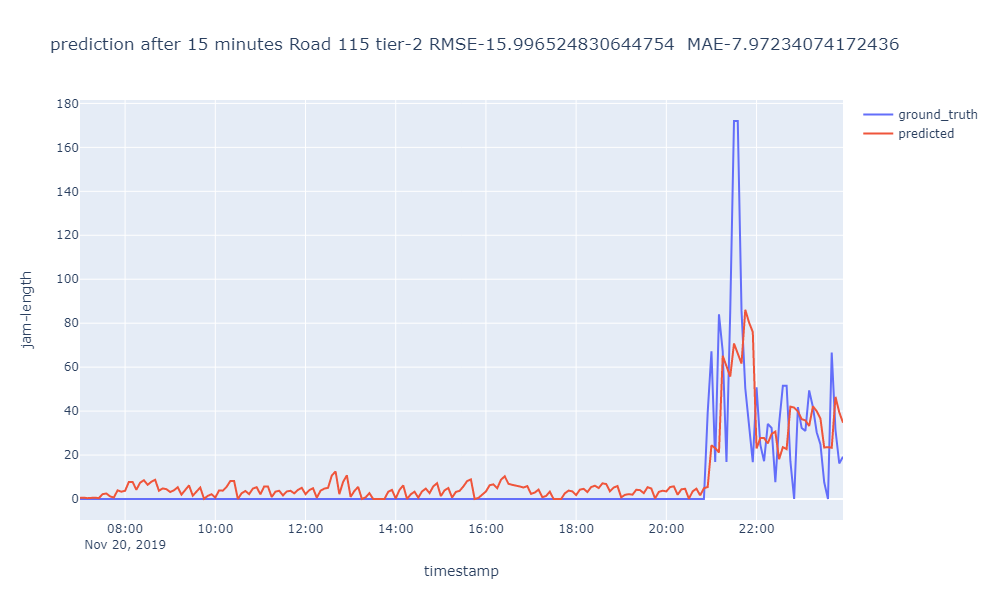 prediction after 15 minutes Road 115 tier-2 RMSE-15.996524830644754  MAE-7.97234074172436
ground_truth
predicted
180
160
140
120
100
80
60
40
20
0
jam-length
08:00 10:00 12:00 14:00 16:00 18:00 20:00 22:00
Nov 20, 2019
timestamp